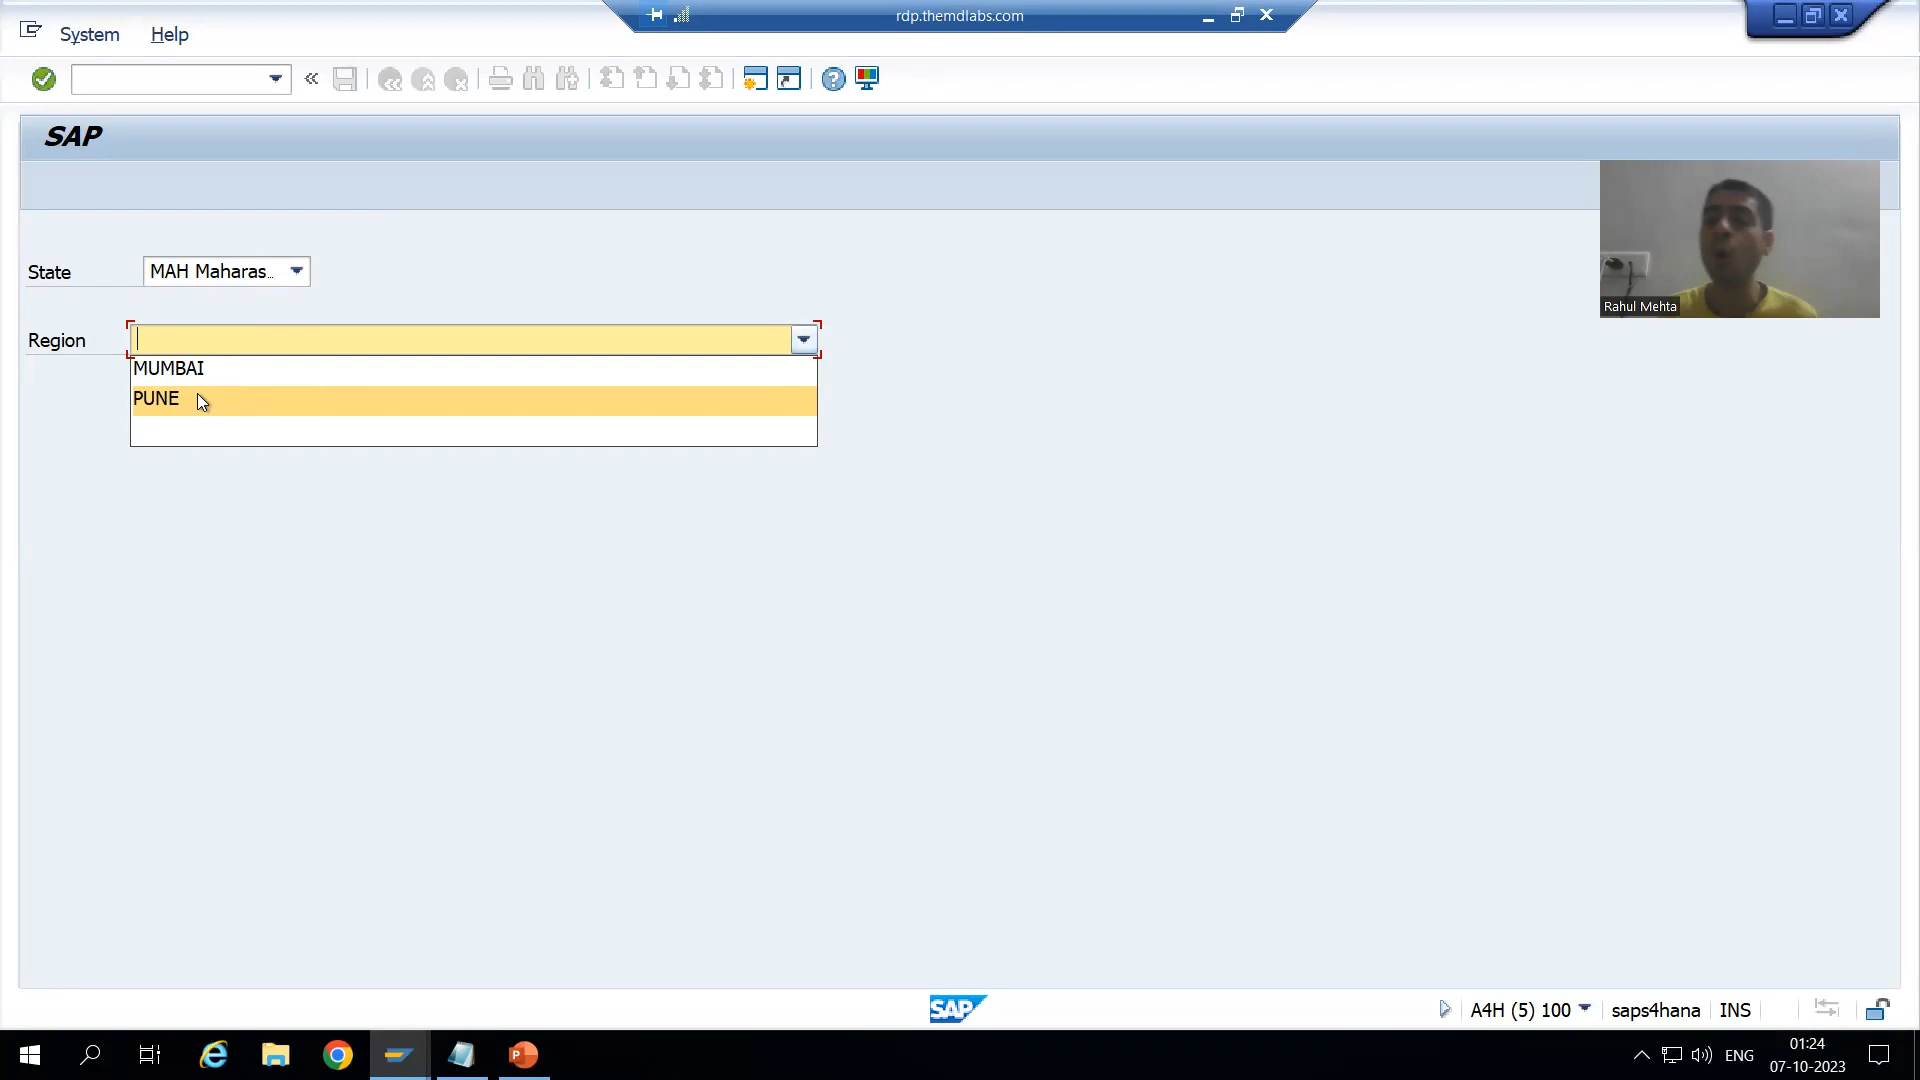 rdp.themdlabs.com
System Help
SAP
State MAH Maharas...
Rahul Mehta
Region
MUMBAI
PUNE
SAP
A4H (5) 100 saps4hana INS
ENG
01:24
07-10-2023